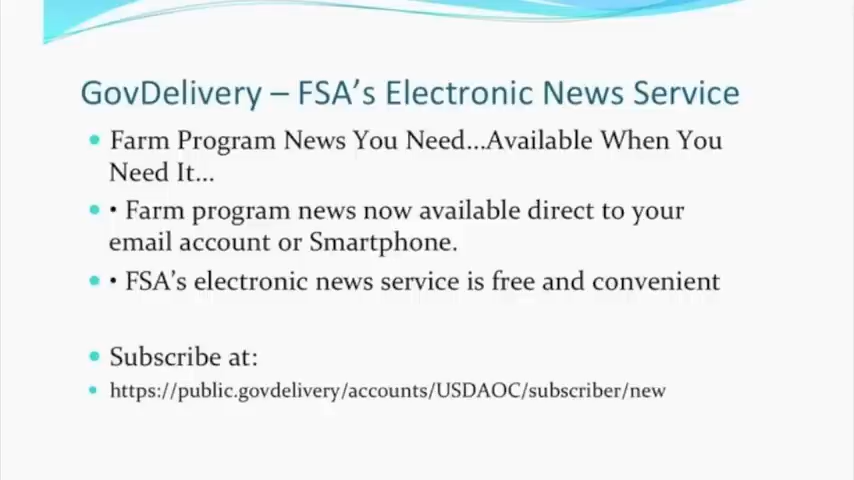 GovDelivery – FSA's Electronic News Service
• Farm Program News You Need...Available When You
Need It...
• • Farm program news now available direct to your
email account or Smartphone.
• • FSA's electronic news service is free and convenient
• Subscribe at:
• https://public.govdelivery/accounts/USDAOC/subscriber/new